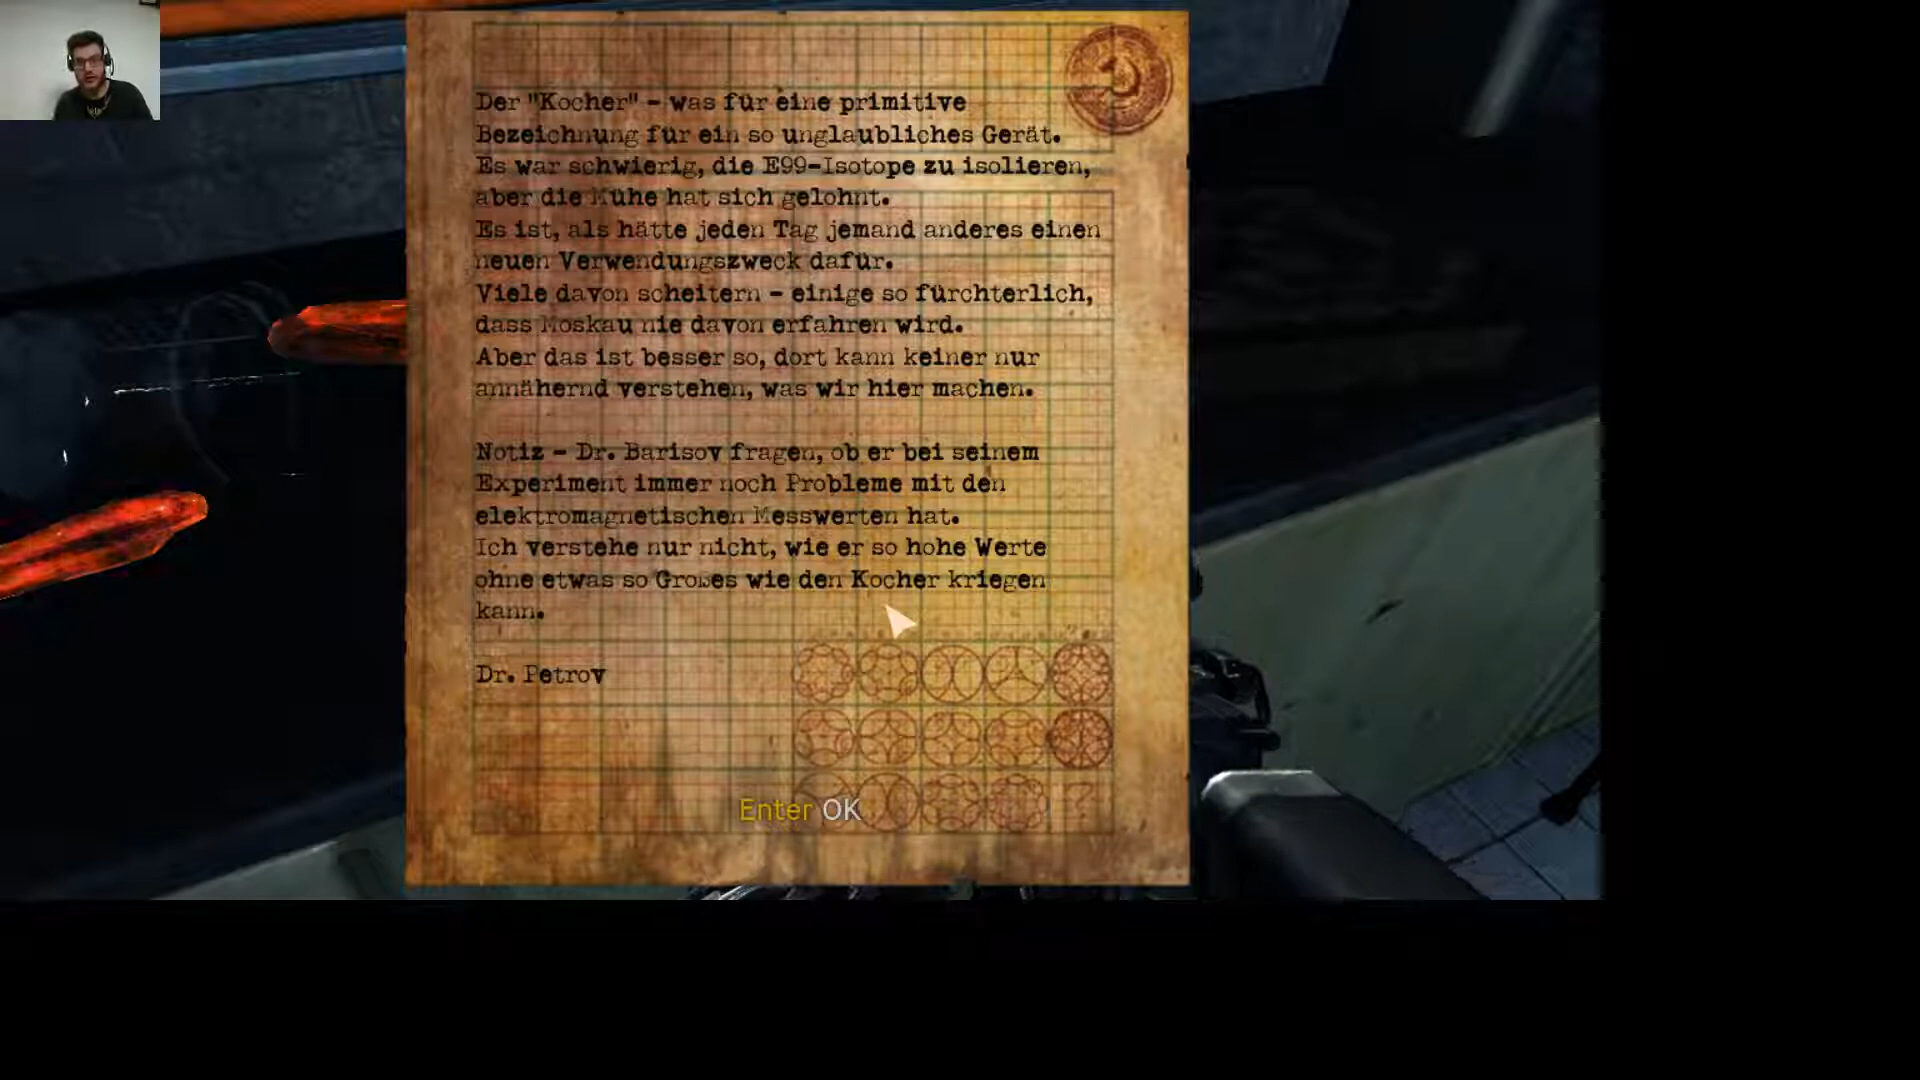 Der "Kocher" - was für eine primitive
Bezeichnung für ein so unglaubliches Gerät.
Es war schwierig, die E99-Isotope zu isolieren,
aber die Mühe hat sich gelohnt.
Es ist, als hätte jeden Tag jemand anderes einen
neuen Verwendungszweck dafür.
Viele davon scheitern - einige so fürchterlich,
dass Moskau nie davon erfahren wird.
Aber das ist besser so, dort kann keiner nur
annähernd verstehen, was wir hier machen.
Notiz - Dr. Barisov fragen, ob er bei seinem
Experiment immer noch Probleme mit den
elektromagnetischen Messwerten hat.
Ich verstehe nur nicht, wie er so hohe Werte
ohne etwas so Großes wie den Kocher kriegen
kann.
Dr. Petrov
?
Enter OK